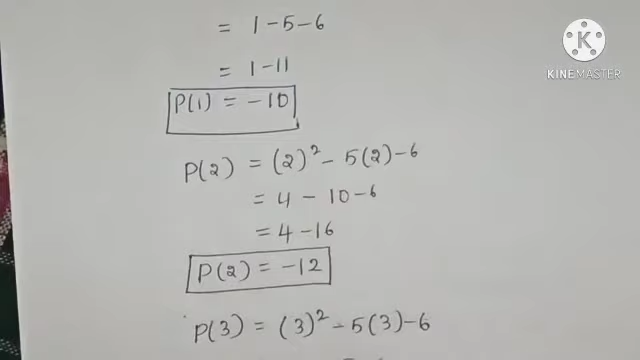 = 1-5-6
= 1-11
P(1) = -10
P(2) = (2)² - 5(2)-6
= 4 - 10-6
= 4-16
P(2) = -12
P(3) = (3)² - 5(3)-6
KINEMASTER